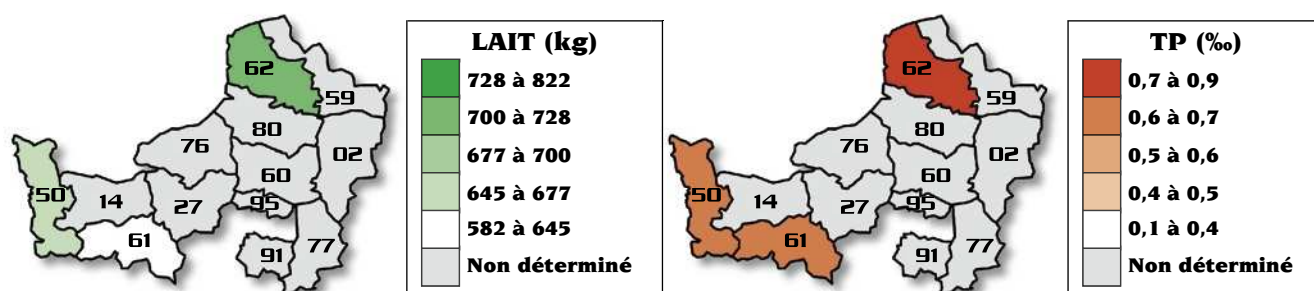 62
59
80
76
02
60
50
14
27
95
61
91
77
LAIT (kg)
728 à 822
700 à 728
677 à 700
645 à 677
582 à 645
Non déterminé
62
59
80
76
02
60
50
14
27
95
61
91
77
TP (‰)
0,7 à 0,9
0,6 à 0,7
0,5 à 0,6
0,4 à 0,5
0,1 à 0,4
Non déterminé